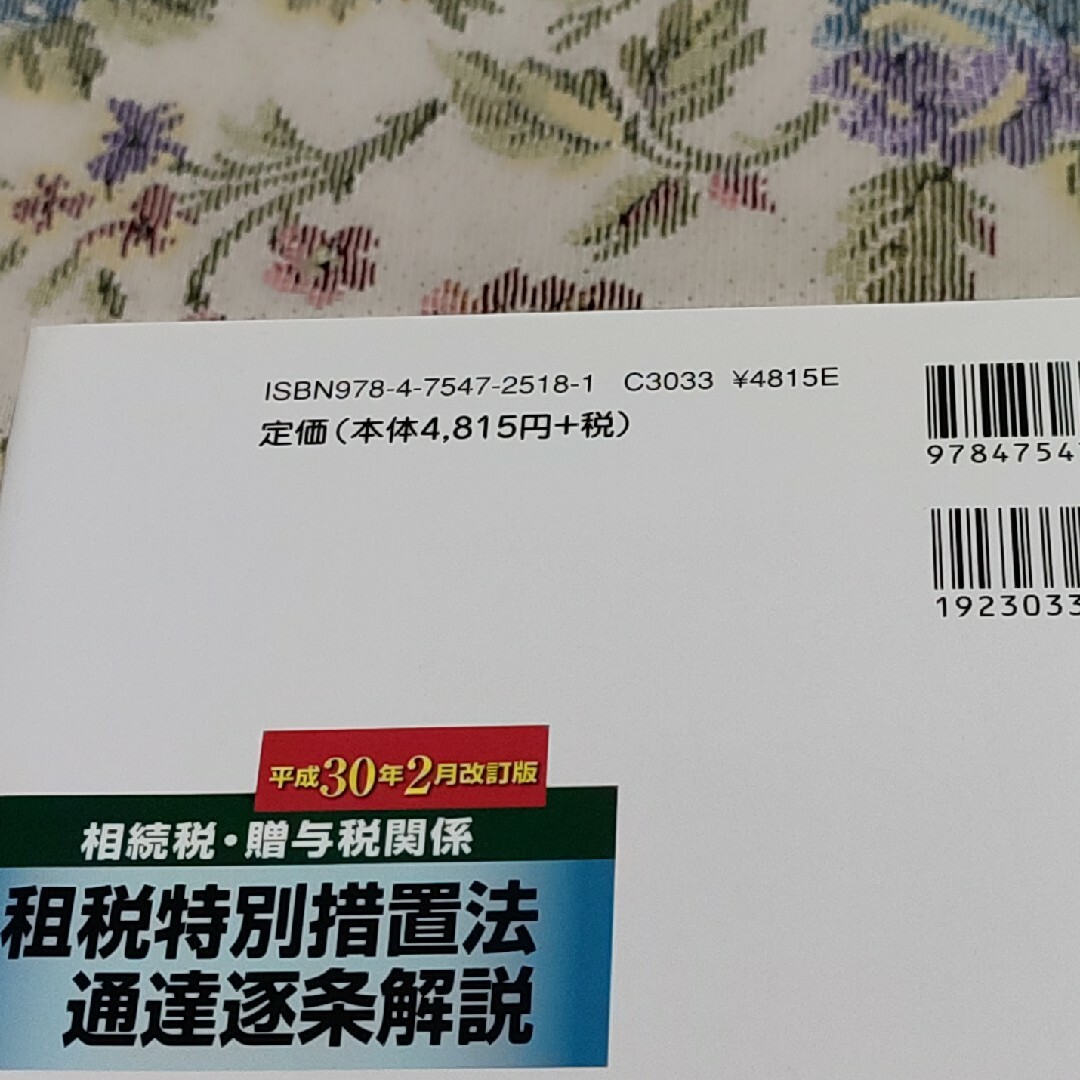 ISBN978-4-7547-2518-1 C3033 ¥4815E
定価(本体4,815円+税)
97847547
1923033
平成30年2月改訂版
相続税・贈与税関係
租税特別措置法
通達逐条解説